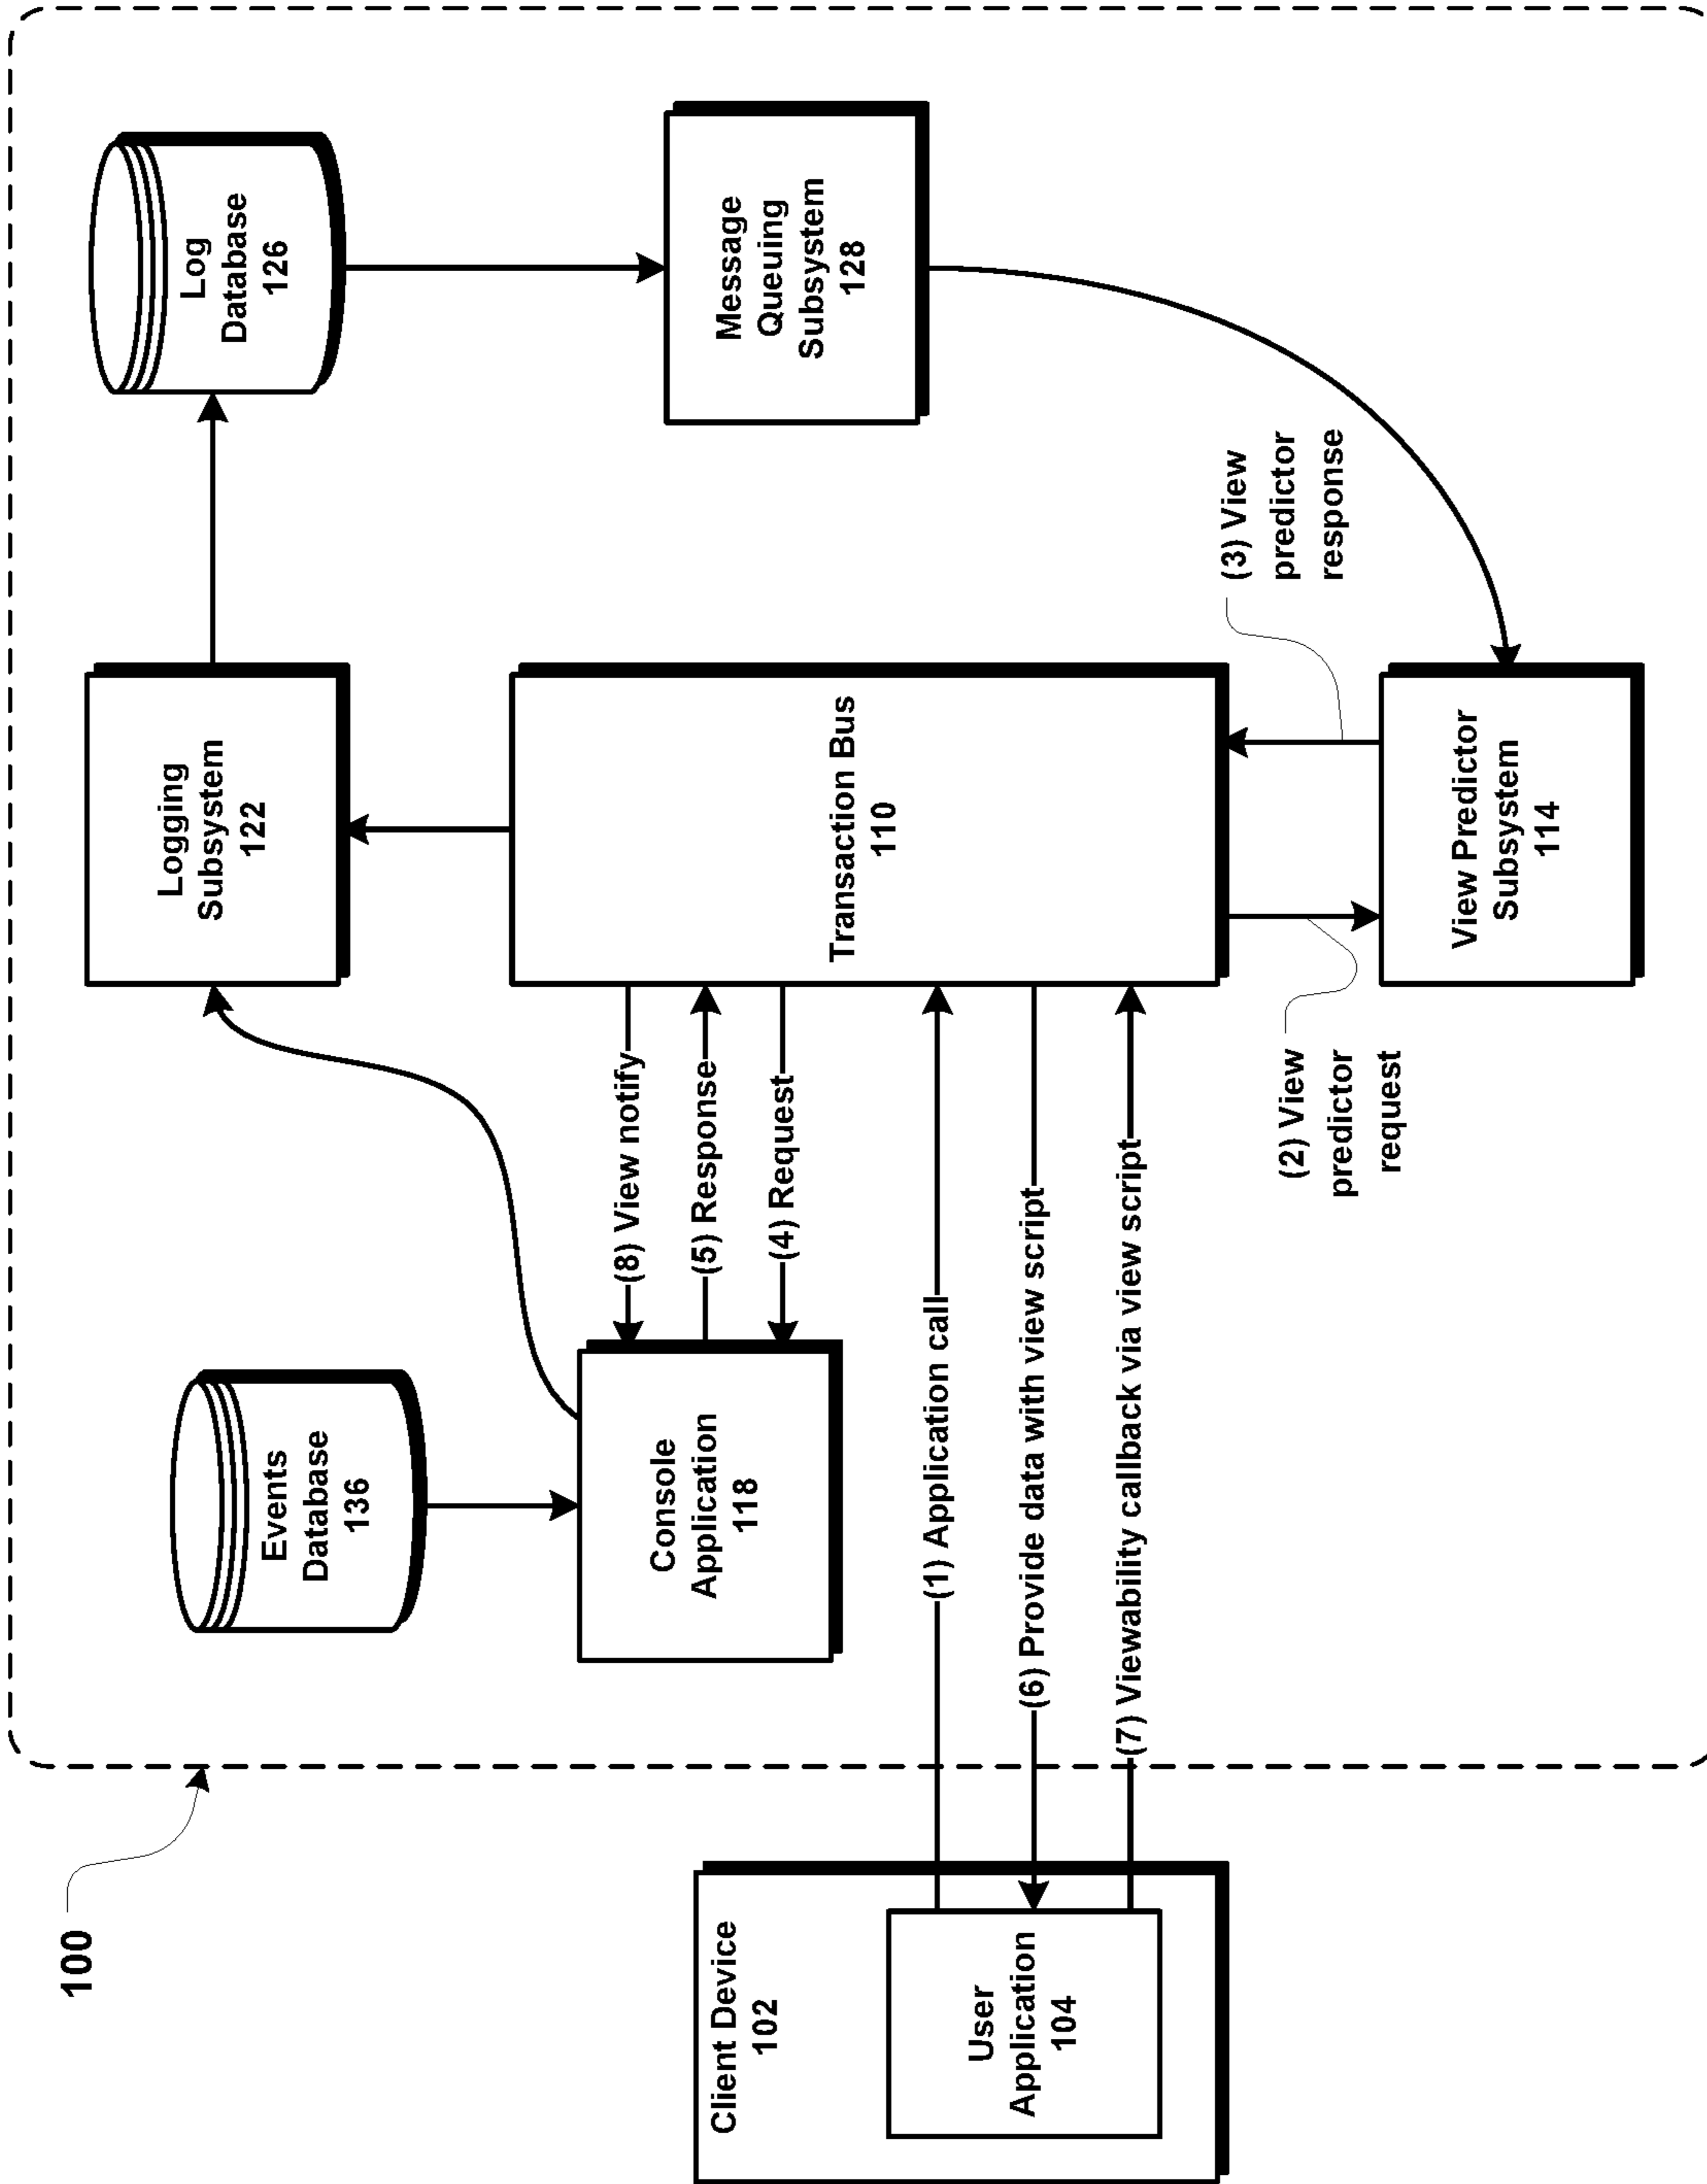 100
Client Device
102
User
Application
104
Events
Database
136
Console
Application
118
(8) View notify
(5) Response
(4) Request
(1) Application call
(6) Provide data with view script
(7) Viewability callback via view script
Logging
Subsystem
122
Transaction Bus
110
(2) View
predictor
request
(3) View
predictor
response
View Predictor
Subsystem
114
Log
Database
126
Message
Queuing
Subsystem
128